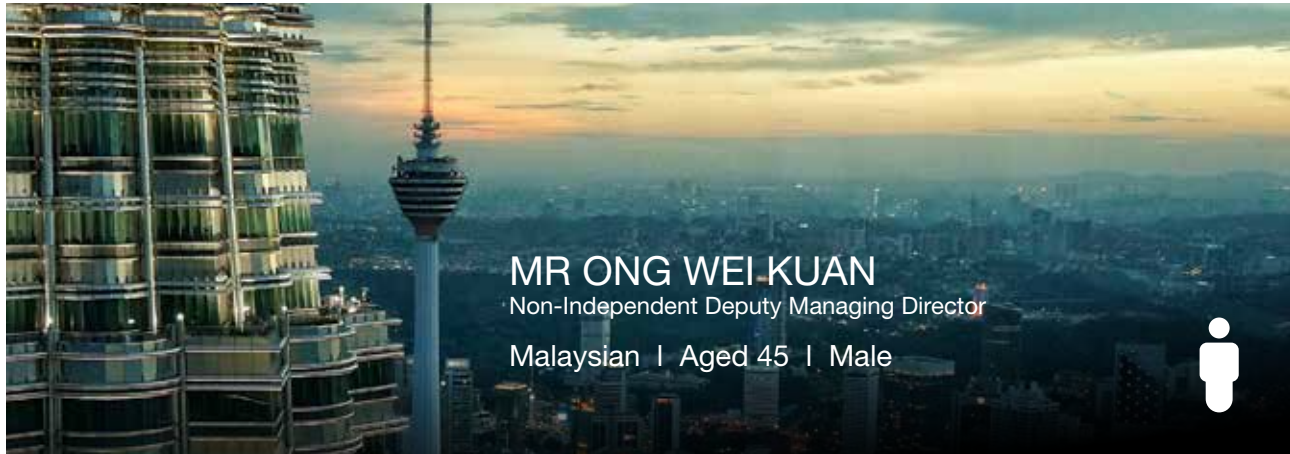 MR ONG WEI KUAN
Non-Independent Deputy Managing Director
Malaysian | Aged 45 | Male